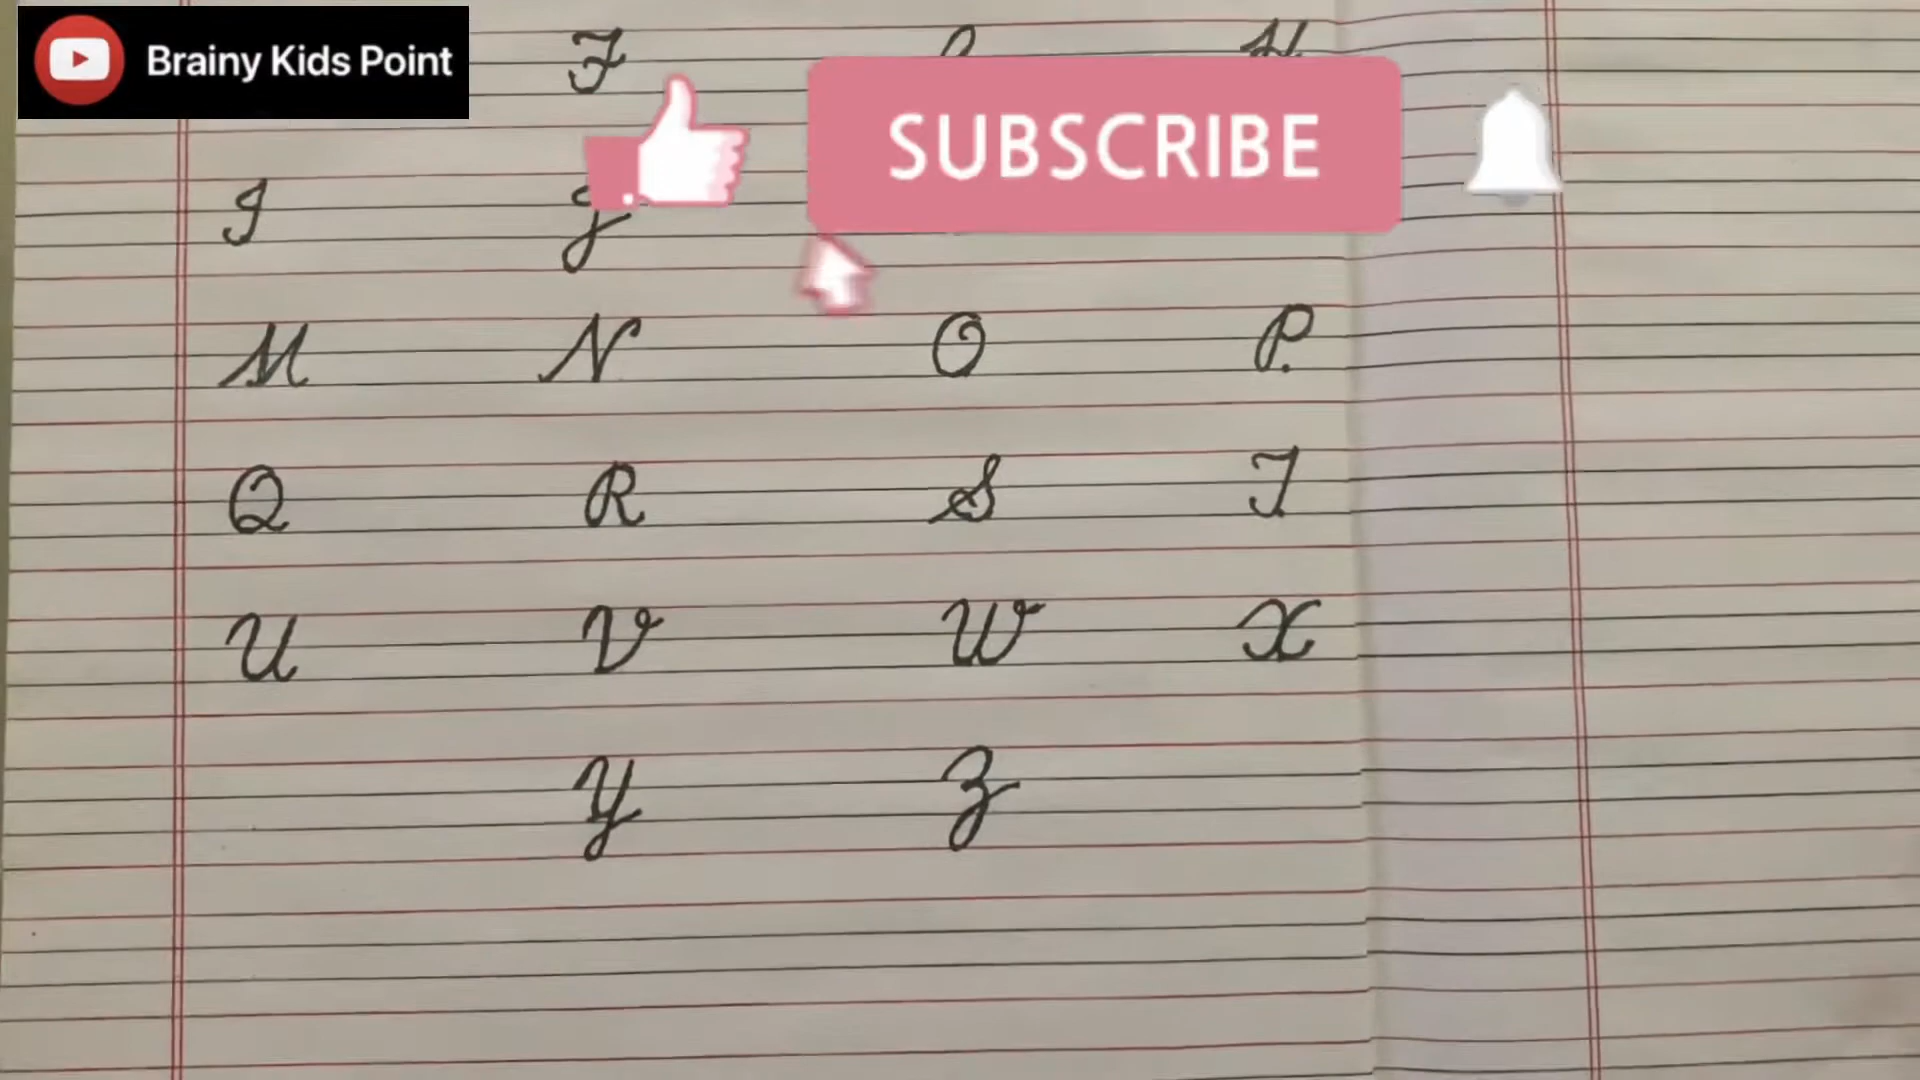 Brainy Kids Point
F H
SUBSCRIBE
I J
M N O P.
Q R S T
U V W X
Y Z